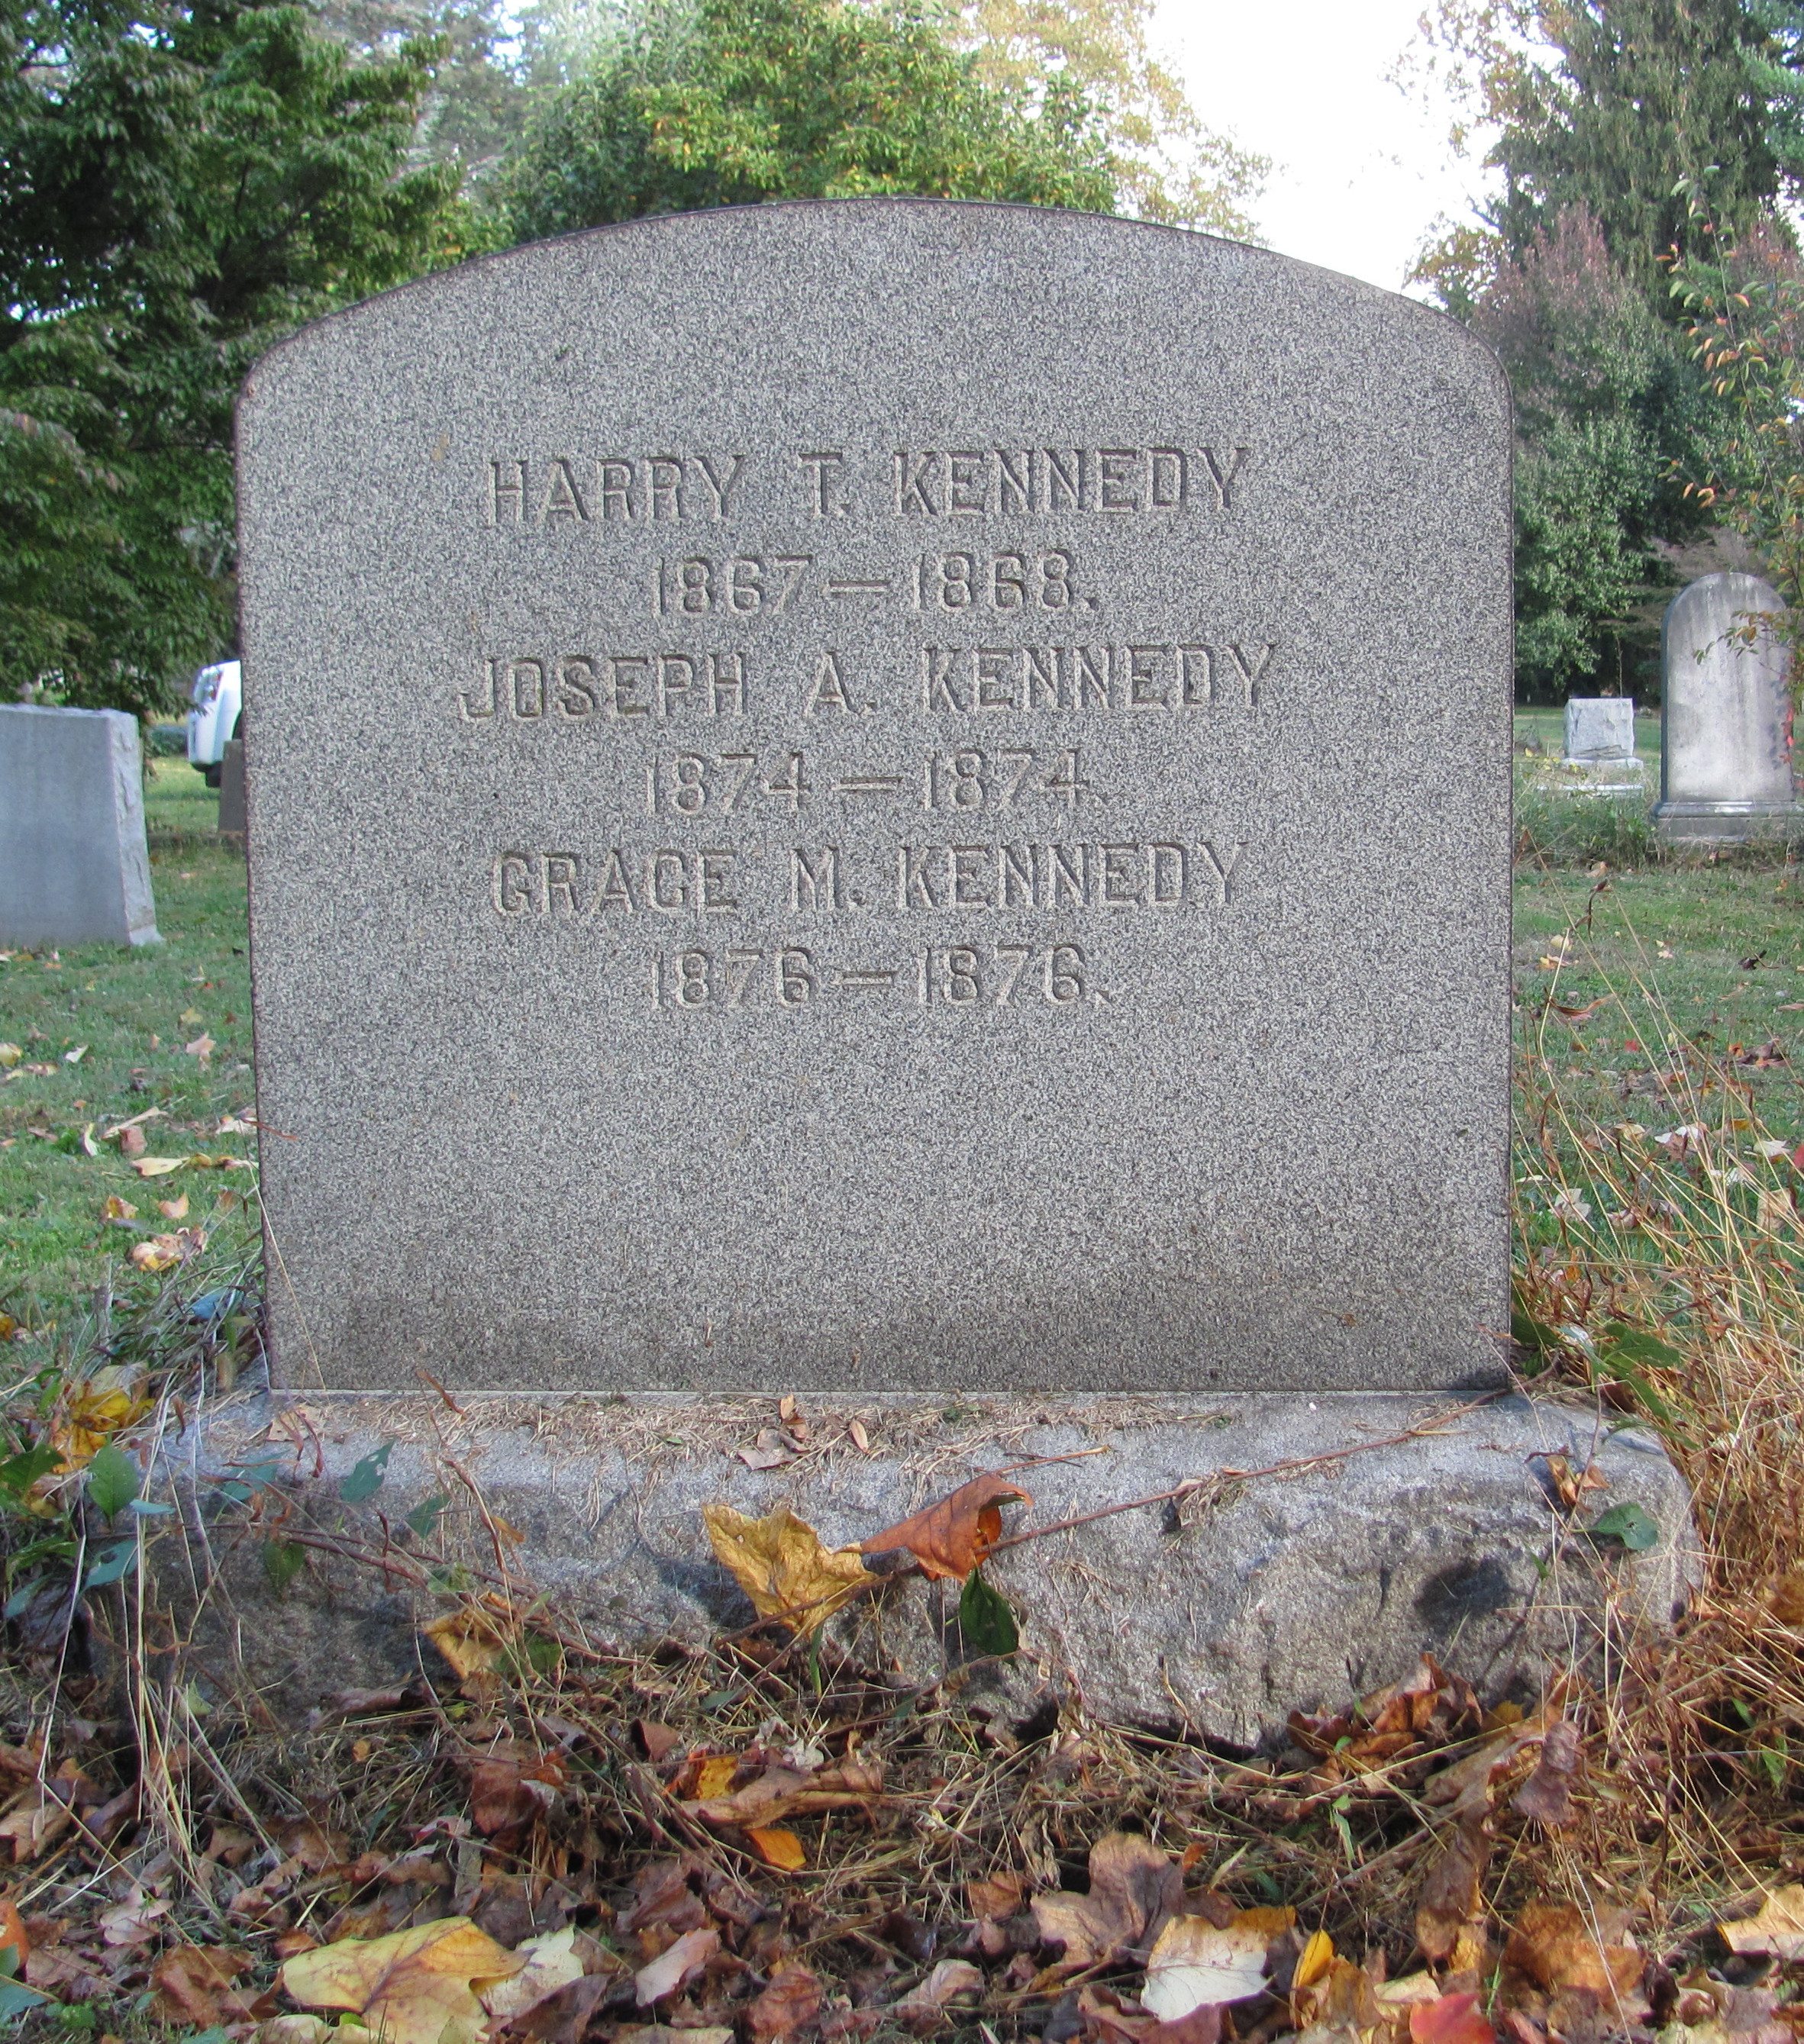 HARRY T. KENNEDY
1867—1868.
JOSEPH A. KENNEDY
1874—1874.
GRACE M. KENNEDY
1876—1876.